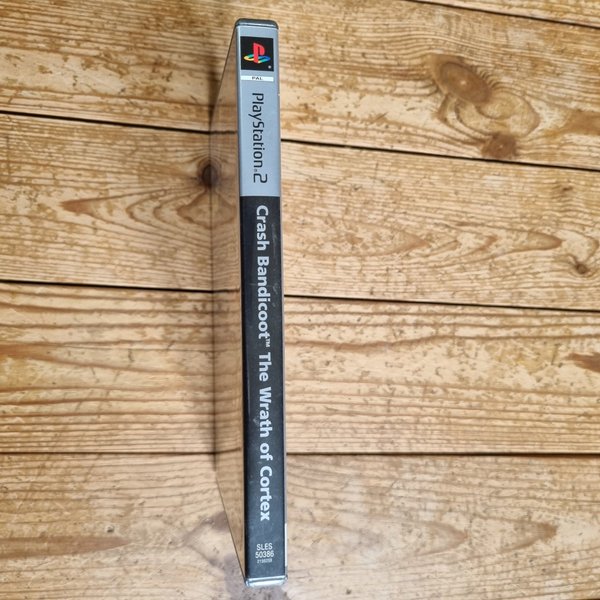 PAL
PlayStation®2
Crash Bandicoot™ The Wrath of Cortex
SLES
50386